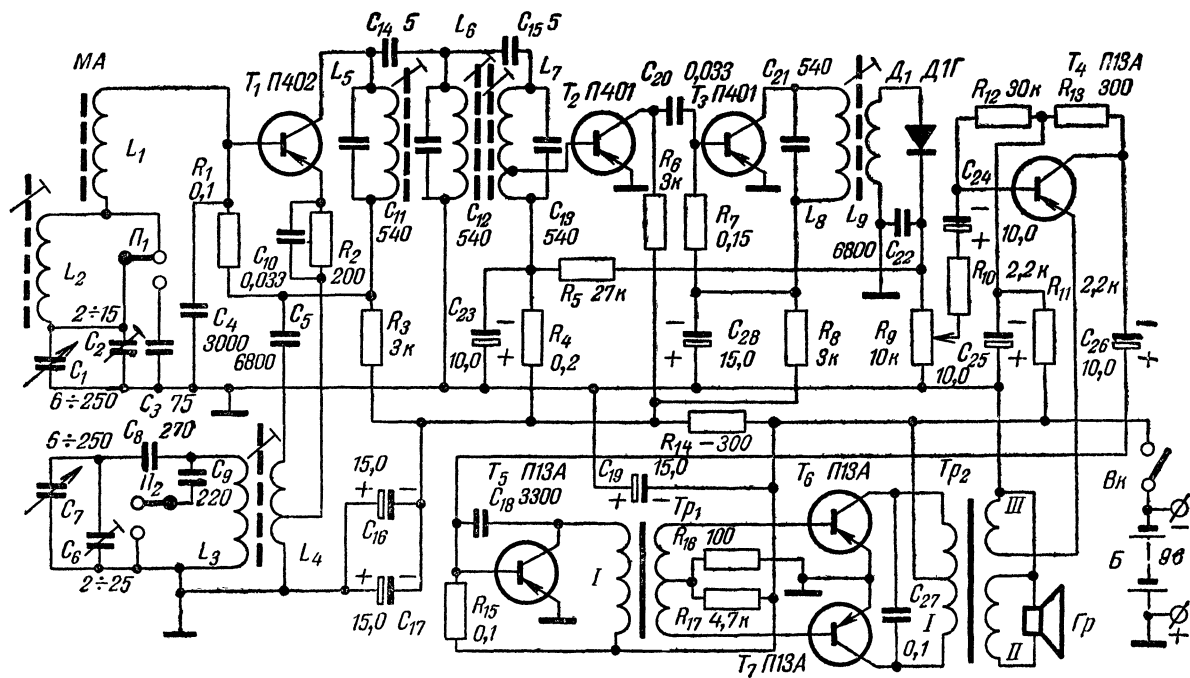 МА
C14 5
L6
C15 5
L5
L7
T1 П402
T2 П401
C20 0,033
T3 П401
C21 540
Д1 Д1Г
T4 П13А
R12 30к
R13 300
L1
R1
0,1
C11
540
C12
540
C13
540
R6
3к
R7
0,15
L8
L9
6800
C22
C24
10,0
L2
П1
C10
0,033
R2
200
R5 27к
R10 2,2к
R11 2,2к
2÷15
C2
C4
3000
C5
6800
R3
3к
C23
10,0
R4
0,2
C28
15,0
R8
3к
R9
10к
C25
10,0
C26
10,0
C1
6÷250
C3 75
R14 – 300
6÷250
C8
270
C9
220
П2
C7
C6
2÷25
L3
L4
15,0
C16
15,0
C17
T5 П13А
C18 3300
C19
15,0
T6 П13А
Тр2
Тр1
R16
100
R17 4,7к
R15
0,1
I
T7 П13А
C27
0,1
I
III
II
Гр
Вк
Б
9в